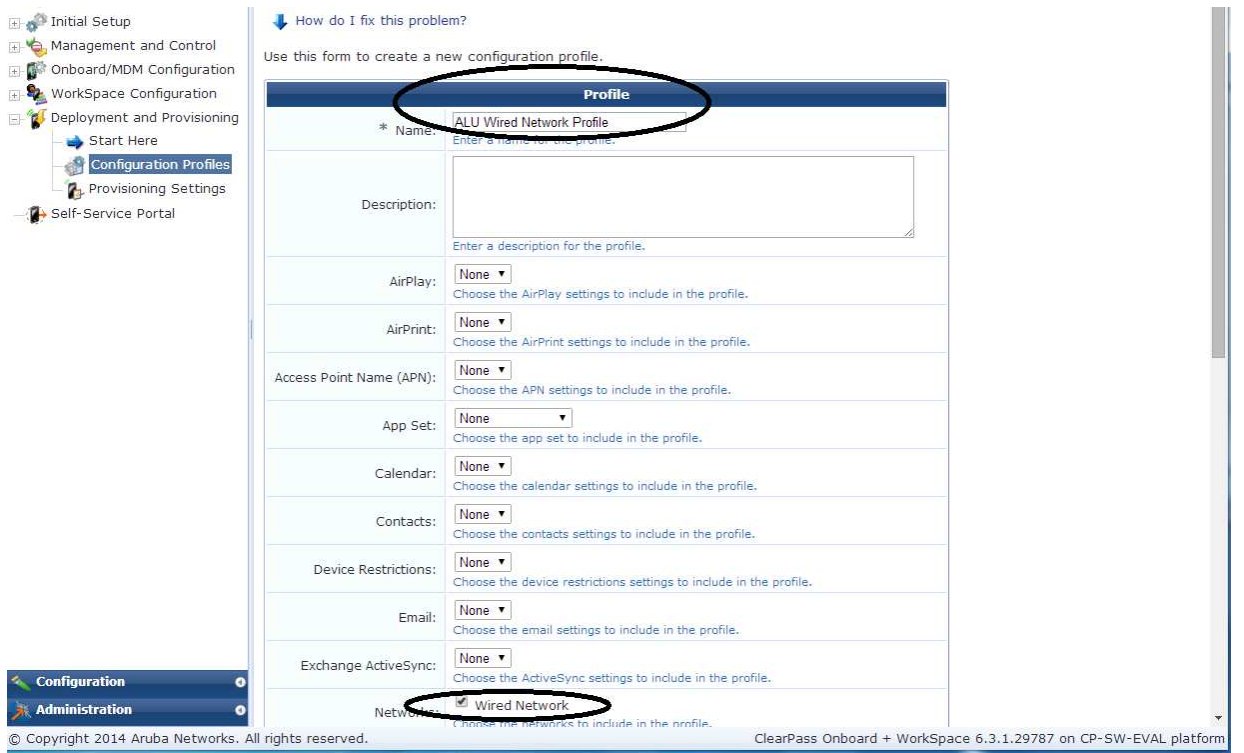 Initial Setup
Management and Control
Onboard/MDM Configuration
WorkSpace Configuration
Deployment and Provisioning
Start Here
Configuration Profiles
Provisioning Settings
Self-Service Portal
Configuration
Administration
How do I fix this problem?
Use this form to create a new configuration profile.
Profile
* Name:
ALU Wired Network Profile
Enter a name for the profile.
Description:
Enter a description for the profile.
AirPlay:
None
Choose the AirPlay settings to include in the profile.
AirPrint:
None
Choose the AirPrint settings to include in the profile.
Access Point Name (APN):
None
Choose the APN settings to include in the profile.
App Set:
None
Choose the app set to include in the profile.
Calendar:
None
Choose the calendar settings to include in the profile.
Contacts:
None
Choose the contacts settings to include in the profile.
Device Restrictions:
None
Choose the device restrictions settings to include in the profile.
Email:
None
Choose the email settings to include in the profile.
Exchange ActiveSync:
None
Choose the ActiveSync settings to include in the profile.
Networks:
Wired Network
Choose the networks to include in the profile.
© Copyright 2014 Aruba Networks. All rights reserved.
ClearPass Onboard + WorkSpace 6.3.1.29787 on CP-SW-EVAL platform